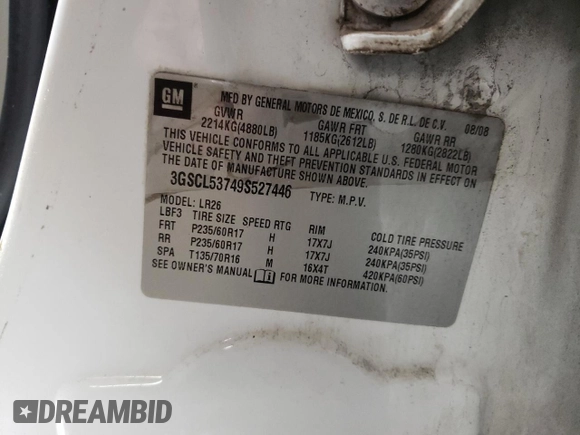 GM
MFD BY GENERAL MOTORS DE MEXICO, S. DE R.L. DE C.V. 08/08
GVWR GAWR FRT GAWR RR
2214KG(4880LB) 1185KG(2612LB) 1280KG(2822LB)
THIS VEHICLE CONFORMS TO ALL APPLICABLE U.S. FEDERAL MOTOR
VEHICLE SAFETY AND THEFT PREVENTION STANDARDS IN EFFECT ON
THE DATE OF MANUFACTURE SHOWN ABOVE.
3GSCL53749S527446 TYPE: M.P.V.
MODEL: LR26
LBF3 TIRE SIZE SPEED RTG RIM COLD TIRE PRESSURE
FRT P235/60R17 H 17X7J 240KPA(35PSI)
RR P235/60R17 H 17X7J 240KPA(35PSI)
SPA T135/70R16 M 16X4T 420KPA(60PSI)
SEE OWNER'S MANUAL FOR MORE INFORMATION.
DREAMBID